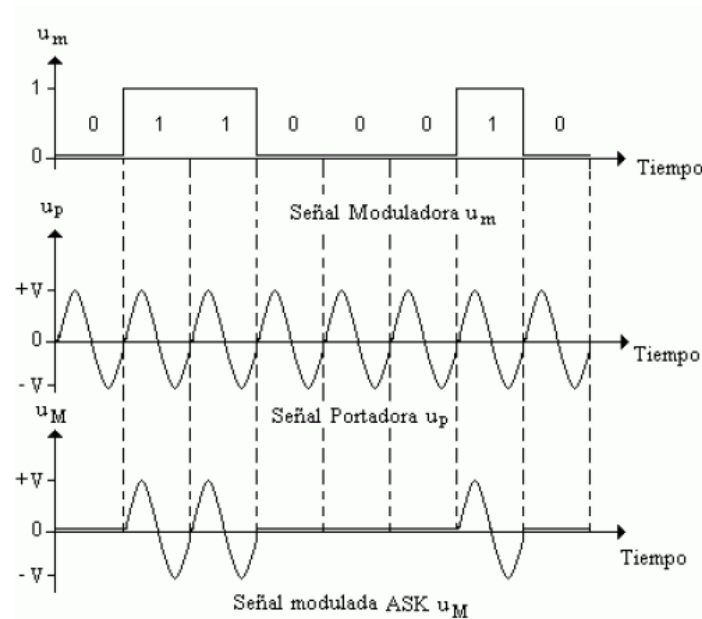 u_m
1
0 1 1 0 0 0 1 0
0
Tiempo
Señal Moduladora u_m
u_p
+V
0
Tiempo
-V
Señal Portadora u_p
u_M
+V
0
Tiempo
-V
Señal modulada ASK u_M